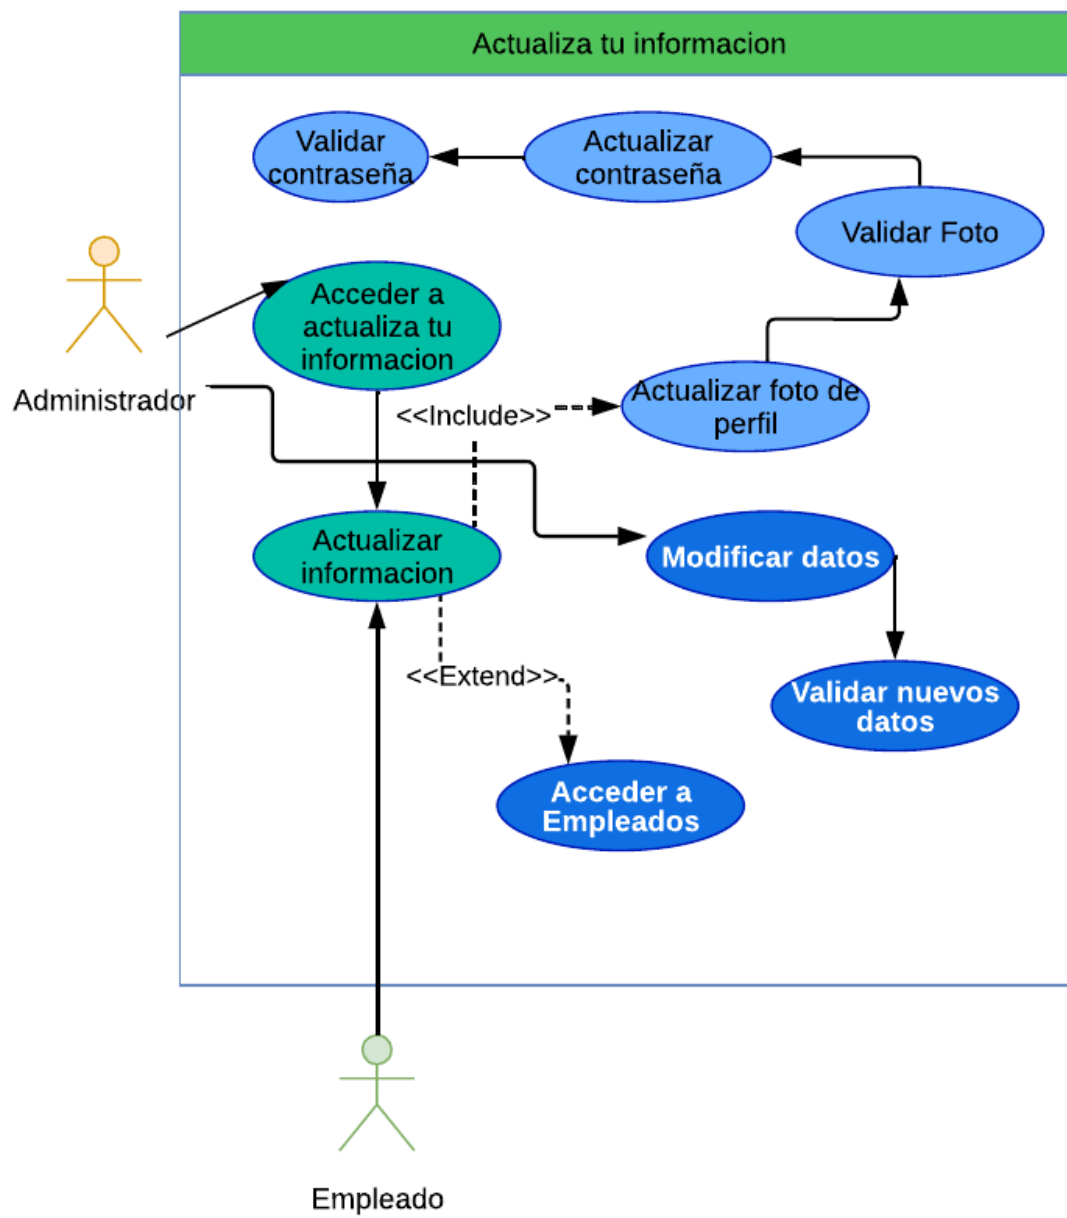 Actualiza tu informacion
Validar
contraseña
Actualizar
contraseña
Validar Foto
Acceder a
actualiza tu
informacion
Administrador
<<Include>>
Actualizar foto de
perfil
Actualizar
informacion
Modificar datos
<<Extend>>
Validar nuevos
datos
Acceder a
Empleados
Empleado